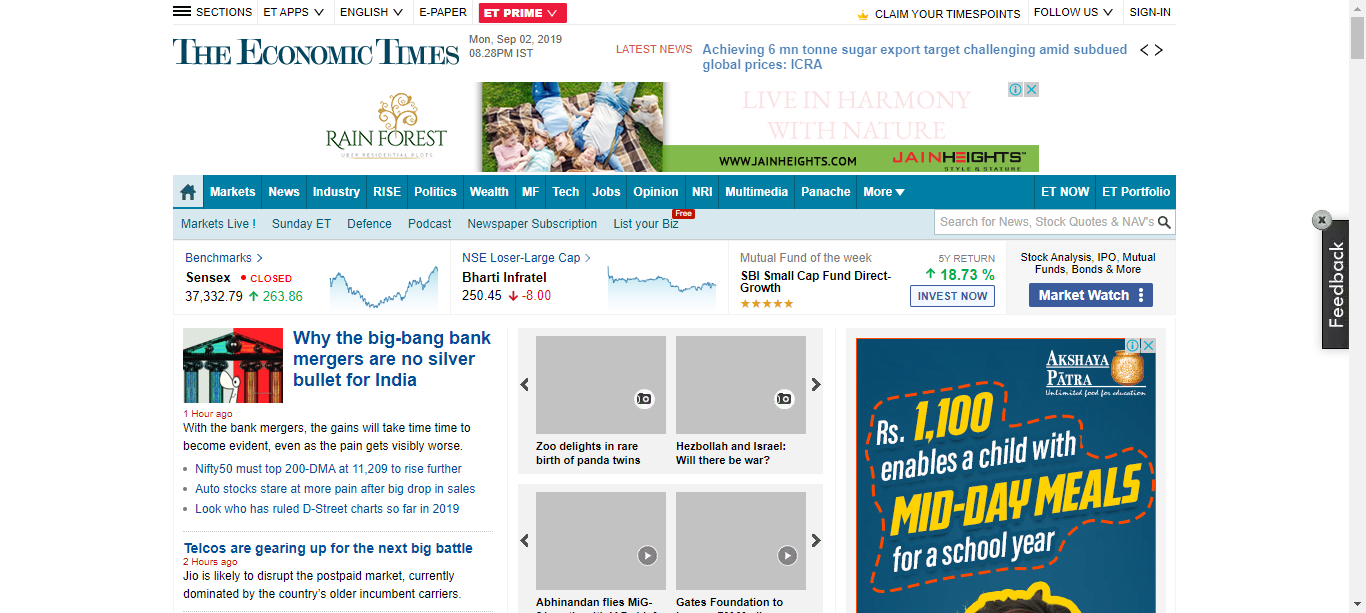 SECTIONS
ET APPS
ENGLISH
E-PAPER
ET PRIME
CLAIM YOUR TIMESPOINTS
FOLLOW US
SIGN-IN
THE ECONOMIC TIMES
Mon, Sep 02, 2019
08.28PM IST
LATEST NEWS
Achieving 6 mn tonne sugar export target challenging amid subdued
global prices: ICRA
RAIN FOREST
UBER RESIDENTIAL PLOTS
LIVE IN HARMONY
WITH NATURE
WWW.JAINHEIGHTS.COM
JAINHEIGHTS™
STYLE & STATURE
Markets
News
Industry
RISE
Politics
Wealth
MF
Tech
Jobs
Opinion
NRI
Multimedia
Panache
More
ET NOW
ET Portfolio
Markets Live !
Sunday ET
Defence
Podcast
Newspaper Subscription
List your Biz
Free
Search for News, Stock Quotes & NAV's
Benchmarks
Sensex
CLOSED
37,332.79
263.86
NSE Loser-Large Cap
Bharti Infratel
250.45
-8.00
Mutual Fund of the week
SBI Small Cap Fund Direct-
Growth
5Y RETURN
18.73 %
INVEST NOW
Stock Analysis, IPO, Mutual
Funds, Bonds & More
Market Watch
x
Feedback
Why the big-bang bank
mergers are no silver
bullet for India
1 Hour ago
With the bank mergers, the gains will take time time to
become evident, even as the pain gets visibly worse.
Nifty50 must top 200-DMA at 11,209 to rise further
Auto stocks stare at more pain after big drop in sales
Look who has ruled D-Street charts so far in 2019
Telcos are gearing up for the next big battle
2 Hours ago
Jio is likely to disrupt the postpaid market, currently
dominated by the country's older incumbent carriers.
Zoo delights in rare
birth of panda twins
Hezbollah and Israel:
Will there be war?
Abhinandan flies MiG-
Gates Foundation to
AKSHAYA
PĀTRA
Unlimited food for education
Rs. 1,100
enables a child with
MID-DAY MEALS
for a school year